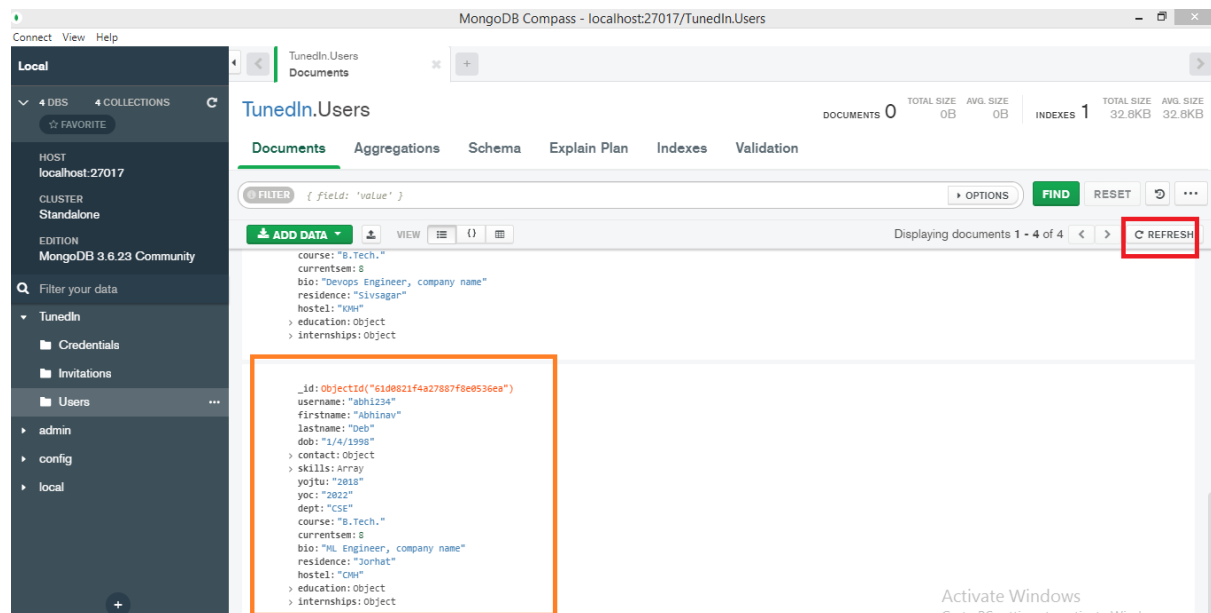 MongoDB Compass - localhost:27017/TunedIn.Users
Connect View Help
Local
4 DBS 4 COLLECTIONS
☆ FAVORITE
HOST
localhost:27017
CLUSTER
Standalone
EDITION
MongoDB 3.6.23 Community
Filter your data
TunedIn
Credentials
Invitations
Users ...
admin
config
local
+
TunedIn.Users
Documents
+
TunedIn.Users
DOCUMENTS 0 TOTAL SIZE 0B AVG. SIZE 0B INDEXES 1 TOTAL SIZE 32.8KB AVG. SIZE 32.8KB
Documents Aggregations Schema Explain Plan Indexes Validation
FILTER { field: 'value' } OPTIONS FIND RESET ...
ADD DATA VIEW {} Displaying documents 1 - 4 of 4 < > REFRESH
course: "B.Tech."
currentsem: 8
bio: "Devops Engineer, company name"
residence: "Sivsagar"
hostel: "KMH"
> education: Object
> internships: Object
_id: ObjectId("61d0821f4a27887f8e0536ea")
username: "abhi234"
firstname: "Abhinav"
lastname: "Deb"
dob: "1/4/1998"
> contact: Object
> skills: Array
yojtu: "2018"
yoc: "2022"
dept: "CSE"
course: "B.Tech."
currentsem: 8
bio: "ML Engineer, company name"
residence: "Jorhat"
hostel: "CMH"
> education: Object
> internships: Object
Activate Windows